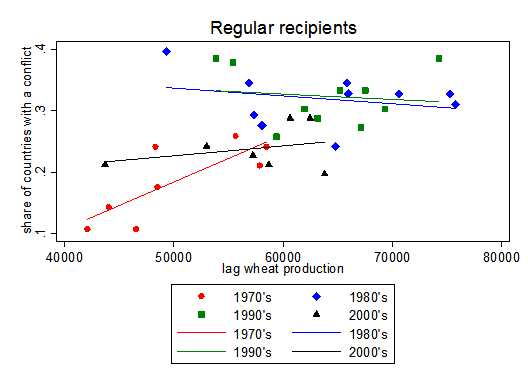 Regular recipients
share of countries with a conflict
.4
.3
.2
.1
40000 50000 60000 70000 80000
lag wheat production
1970's 1980's
1990's 2000's
1970's 1980's
1990's 2000's